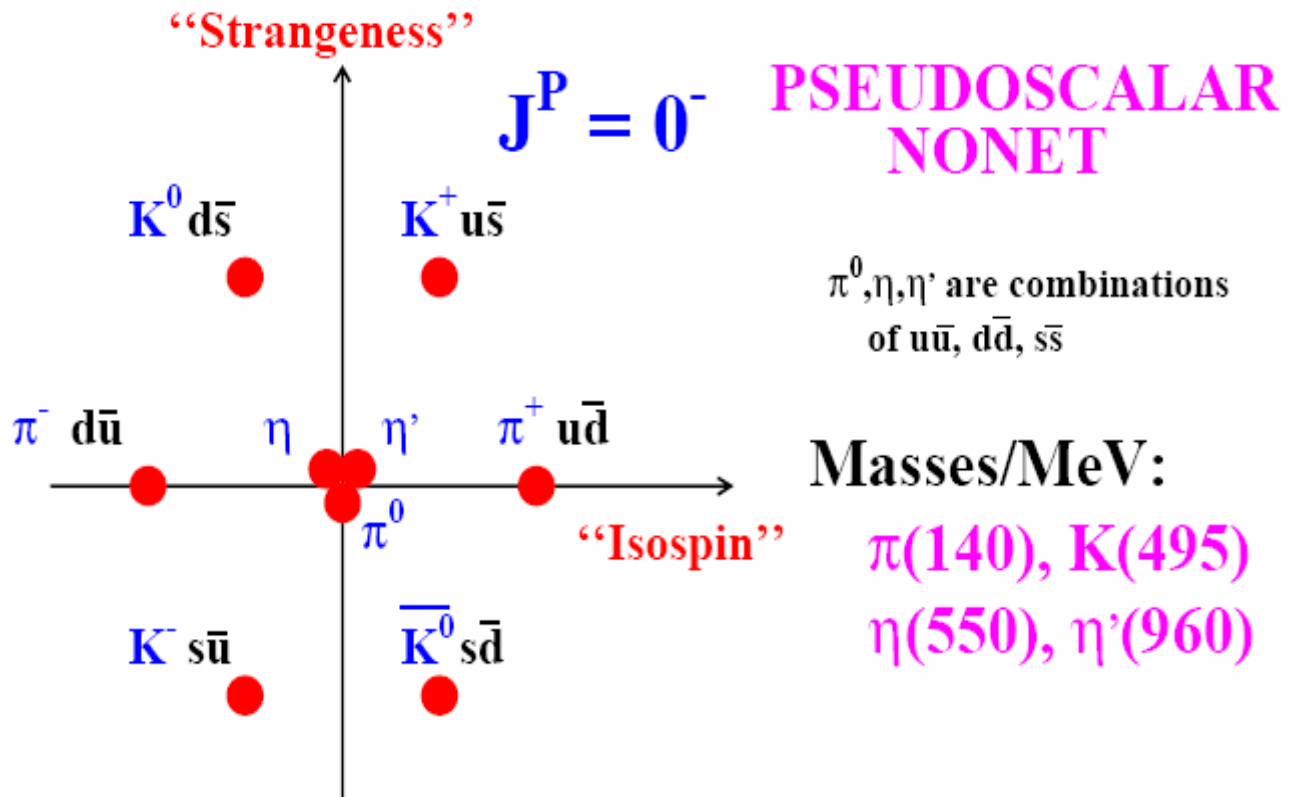 “Strangeness”
J^P = 0^-
PSEUDOSCALAR
NONET
K^0 ds̄
K^+ us̄
π^0,η,η’ are combinations
of uū, dd̄, ss̄
π^- dū
η
η’
π^+ ud̄
π^0
“Isospin”
Masses/MeV:
π(140), K(495)
η(550), η’(960)
K^- sū
K̅^0̅ sd̄